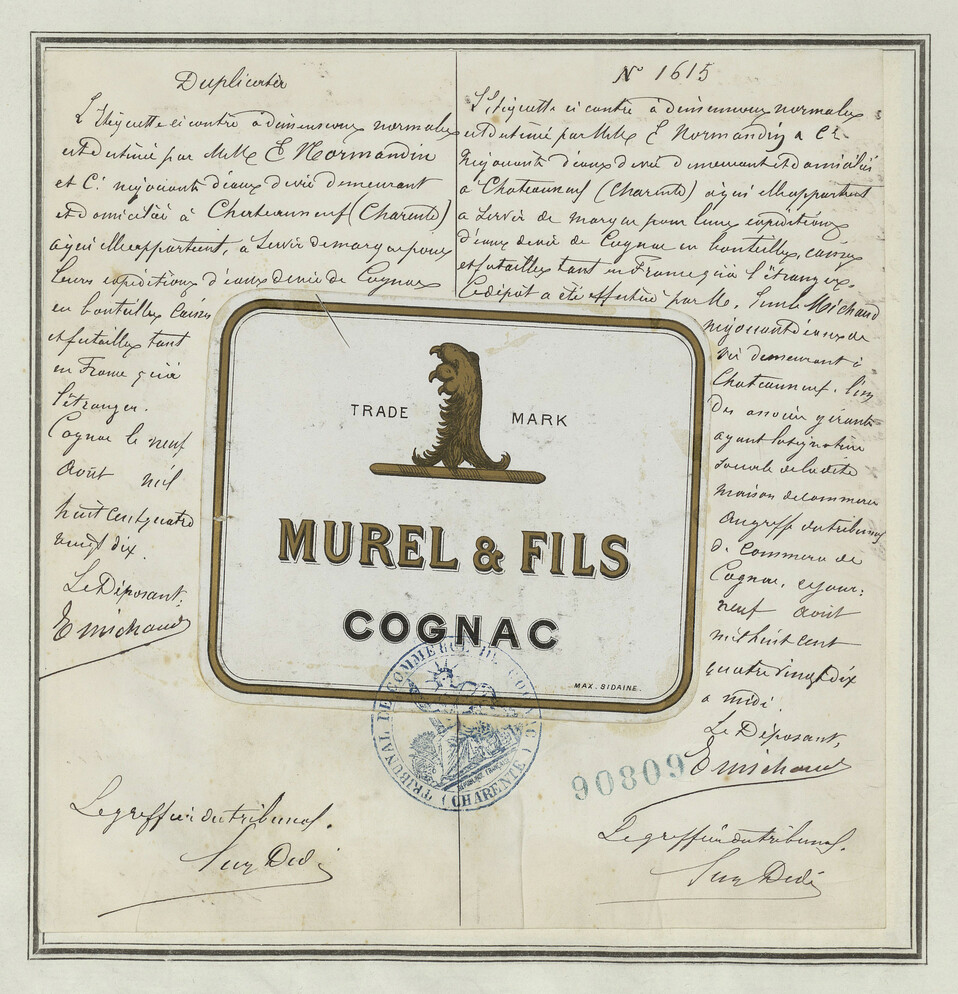 Duplicata
L'étiquette ci contre à dimensions normales
est destinée par MM. E Normandin
et Cie négociants d'eaux de vie demeurant
et domiciliés à Chateauneuf (Charente)
à qui elle appartient, à servir de marque pour
leurs expéditions d'eaux de vie de Cognac
en bouteilles caisses
et futailles tant
en France qu'à
l'étranger.
Cognac le neuf
Août mil
huit cent quatre
vingt dix.
Le Déposant,
E michaud
Le greffier du tribunal.
No 1615
L'étiquette ci contre à dimensions normales
est destinée par MM. E Normandin & Cie
négociants d'eaux de vie demeurant et domiciliés
à Chateauneuf (Charente) à qui elle appartient
à servir de marque pour leurs expéditions
d'eaux de vie de Cognac en bouteilles, caisses
et futailles tant en France qu'à l'étranger.
Ce dépôt a été effectué par M. Emile Michaud
négociant d'eaux de
vie demeurant à
Chateauneuf, l'un
des associés gérants
ayant la signature
sociale de la dite
maison de commerce
au greffe du tribunal
de Commerce de
Cognac, ce jour:
neuf août
mil huit cent
quatre vingt dix
à midi.
Le Déposant,
E michaud
Le greffier du tribunal.
TRADE MARK
MUREL & FILS
COGNAC
MAX. SIDAINE.
TRIBUNAL DE COMMERCE DE COGNAC
(CHARENTE)
90809